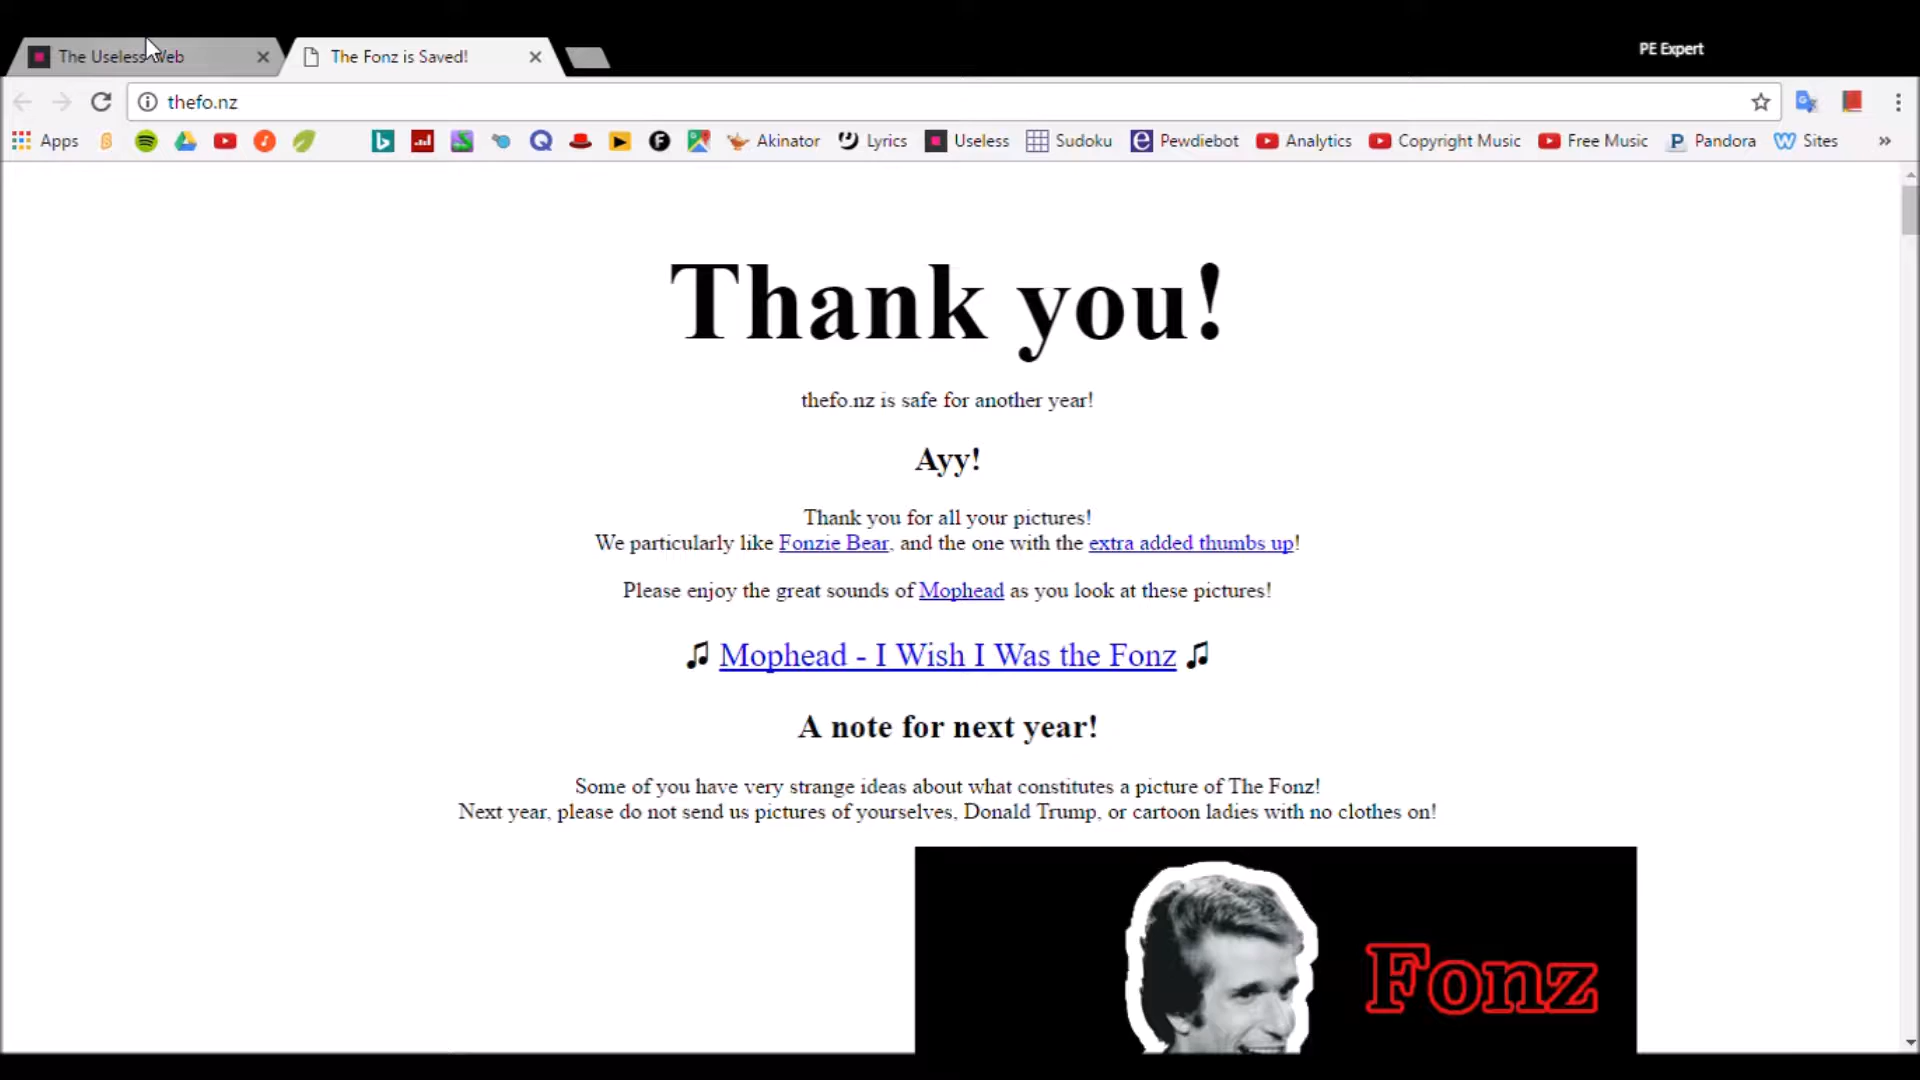 The Useless Web
The Fonz is Saved!
PE Expert
thefo.nz
Apps
Akinator
Lyrics
Useless
Sudoku
Pewdiebot
Analytics
Copyright Music
Free Music
Pandora
Sites
Thank you!
thefo.nz is safe for another year!
Ayy!
Thank you for all your pictures!
We particularly like Fonzie Bear, and the one with the extra added thumbs up!
Please enjoy the great sounds of Mophead as you look at these pictures!
♫ Mophead - I Wish I Was the Fonz ♫
A note for next year!
Some of you have very strange ideas about what constitutes a picture of The Fonz!
Next year, please do not send us pictures of yourselves, Donald Trump, or cartoon ladies with no clothes on!
Fonz